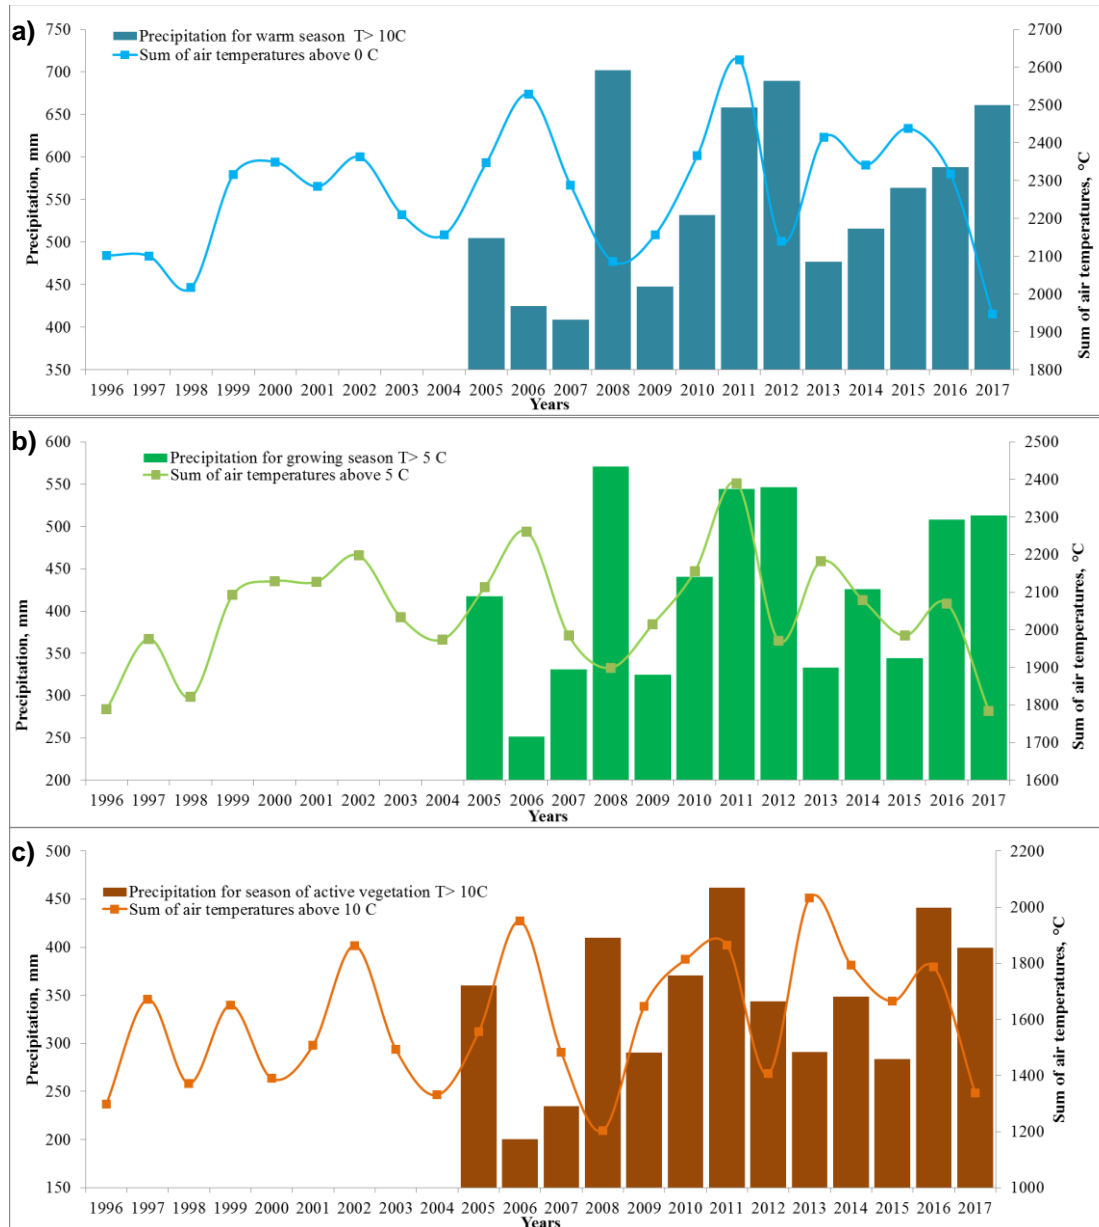 a)
Precipitation for warm season T> 10C
Sum of air temperatures above 0 C
Precipitation, mm
750
700
650
600
550
500
450
400
350
Sum of air temperatures, °C
2700
2600
2500
2400
2300
2200
2100
2000
1900
1800
1996 1997 1998 1999 2000 2001 2002 2003 2004 2005 2006 2007 2008 2009 2010 2011 2012 2013 2014 2015 2016 2017
Years
b)
Precipitation for growing season T> 5 C
Sum of air temperatures above 5 C
Precipitation, mm
600
550
500
450
400
350
300
250
200
Sum of air temperatures, °C
2500
2400
2300
2200
2100
2000
1900
1800
1700
1600
1996 1997 1998 1999 2000 2001 2002 2003 2004 2005 2006 2007 2008 2009 2010 2011 2012 2013 2014 2015 2016 2017
Years
c)
Precipitation for season of active vegetation T> 10C
Sum of air temperatures above 10 C
Precipitation, mm
500
450
400
350
300
250
200
150
Sum of air temperatures, °C
2200
2000
1800
1600
1400
1200
1000
1996 1997 1998 1999 2000 2001 2002 2003 2004 2005 2006 2007 2008 2009 2010 2011 2012 2013 2014 2015 2016 2017
Years